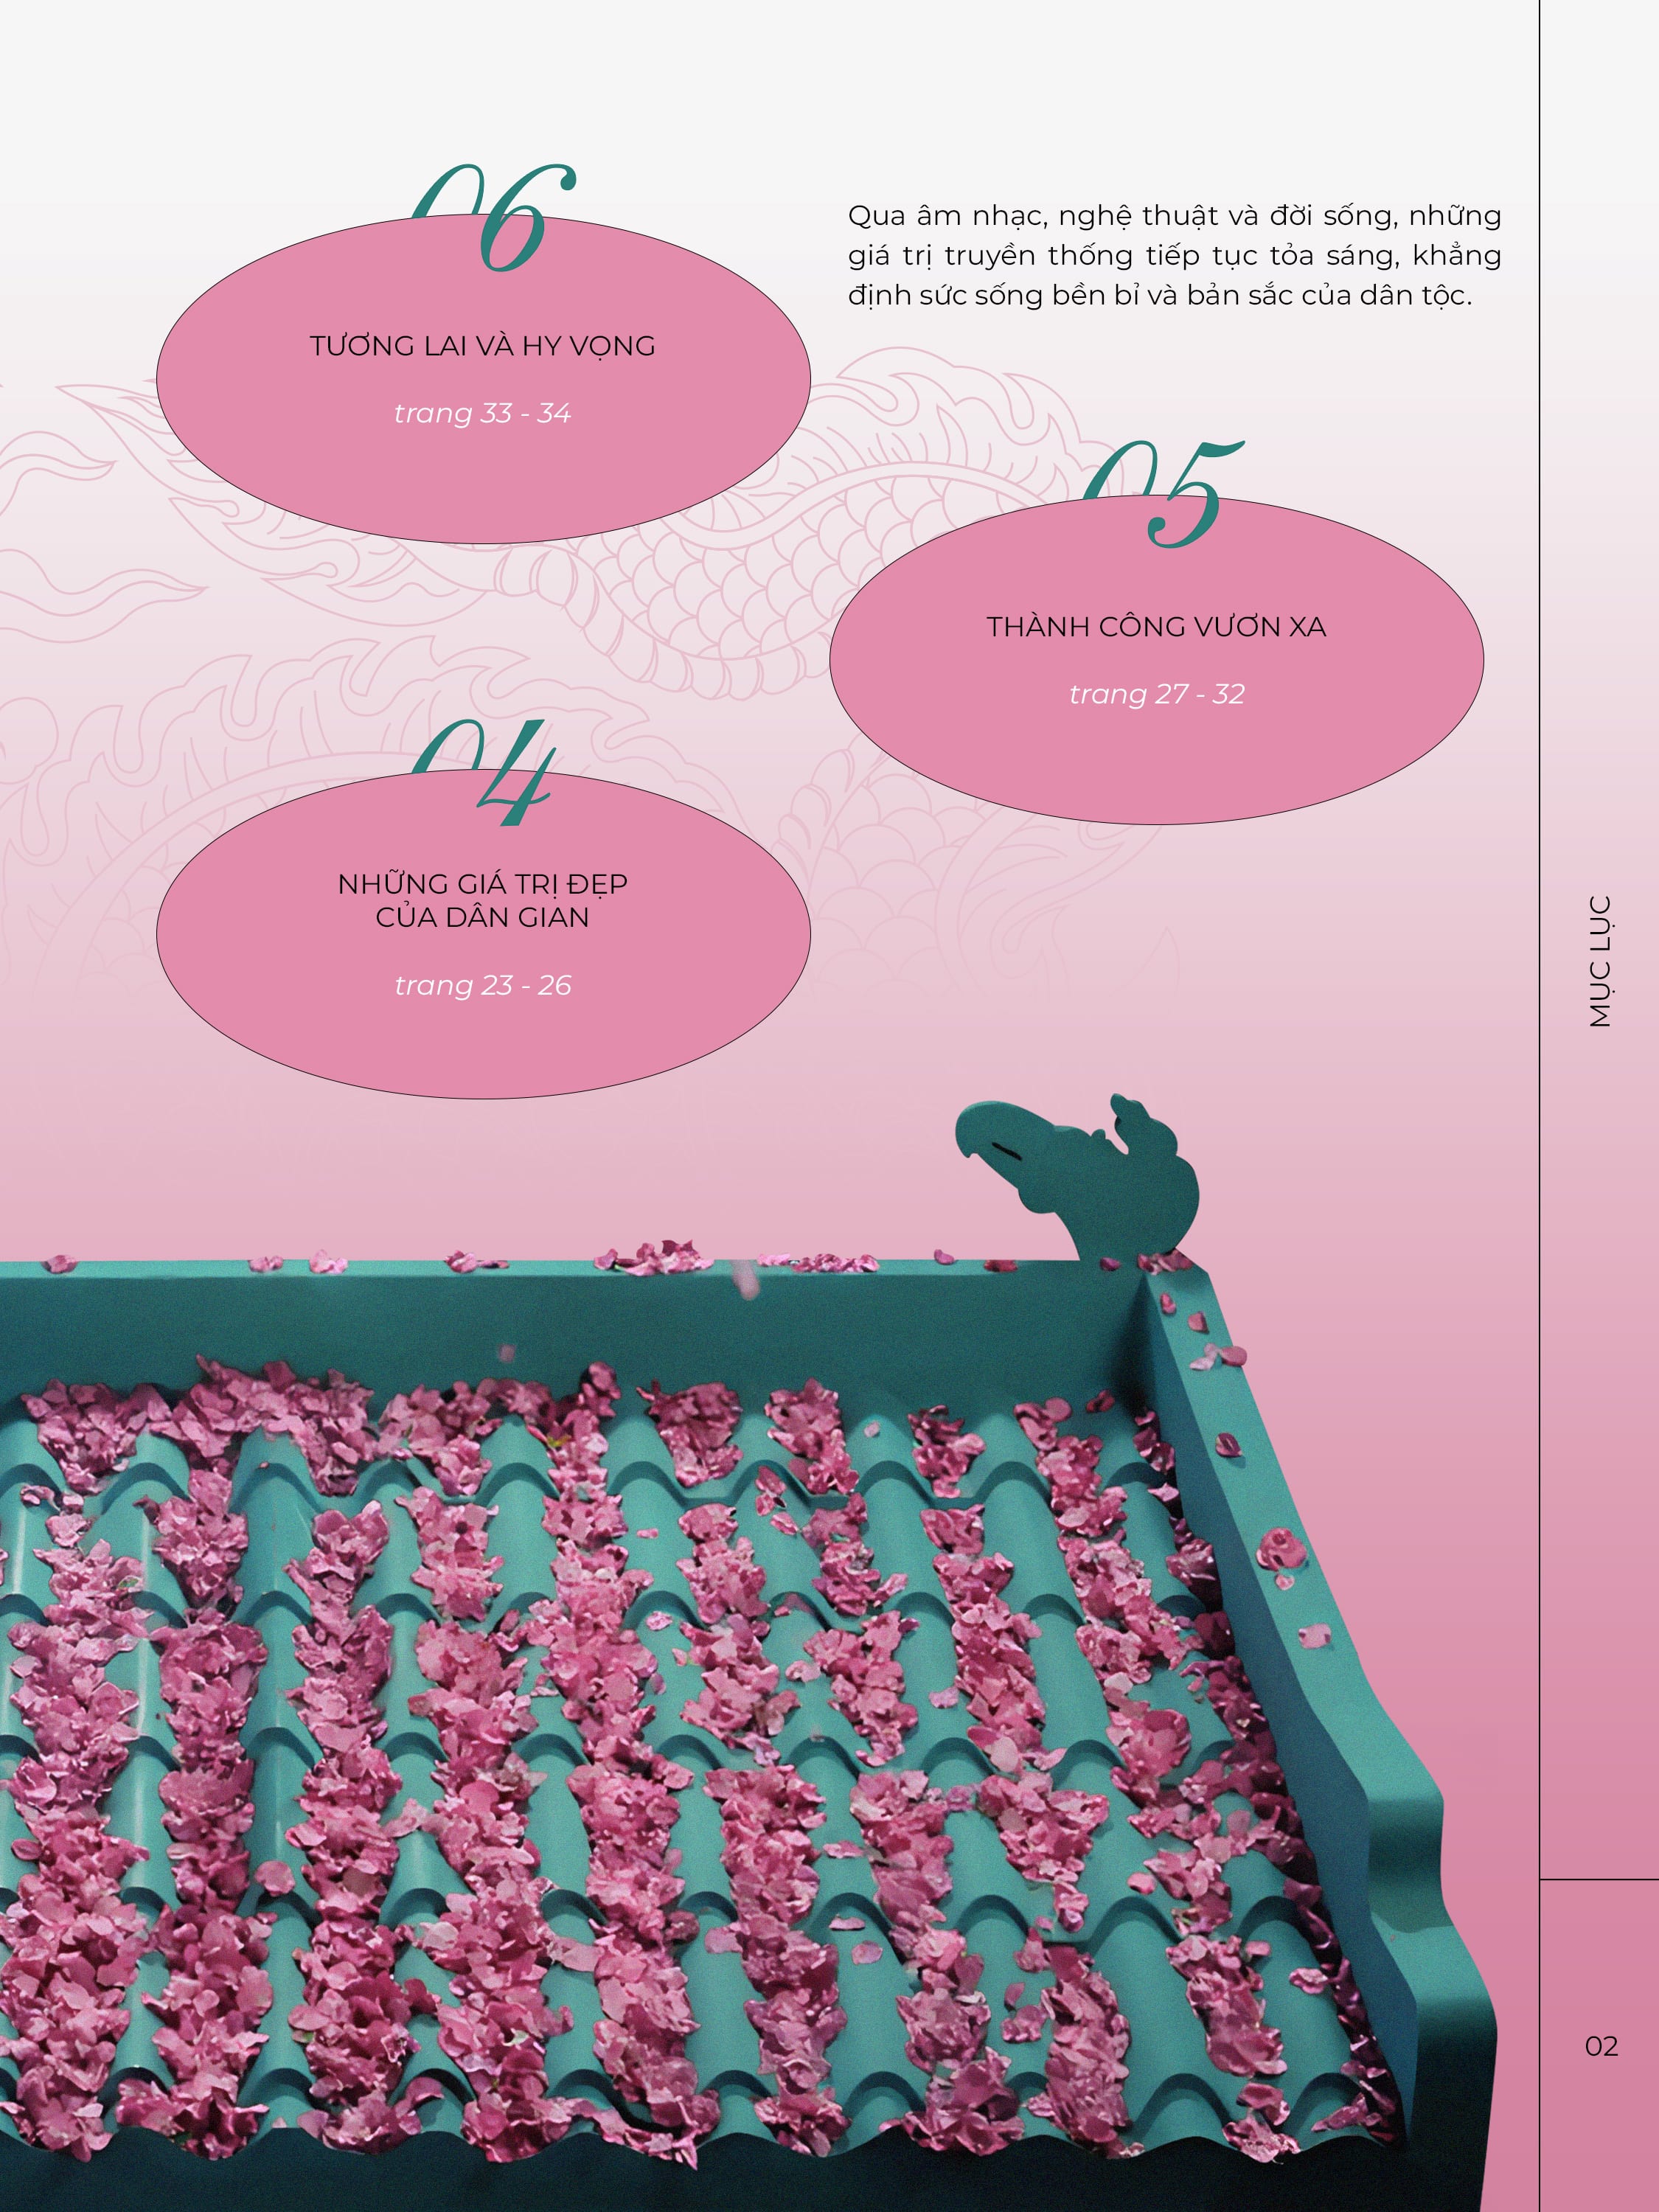 06
TƯƠNG LAI VÀ HY VỌNG
trang 33 - 34
Qua âm nhạc, nghệ thuật và đời sống, những
giá trị truyền thống tiếp tục tỏa sáng, khẳng
định sức sống bền bỉ và bản sắc của dân tộc.
05
THÀNH CÔNG VƯƠN XA
trang 27 - 32
04
NHỮNG GIÁ TRỊ ĐẸP
CỦA DÂN GIAN
trang 23 - 26
MỤC LỤC
02